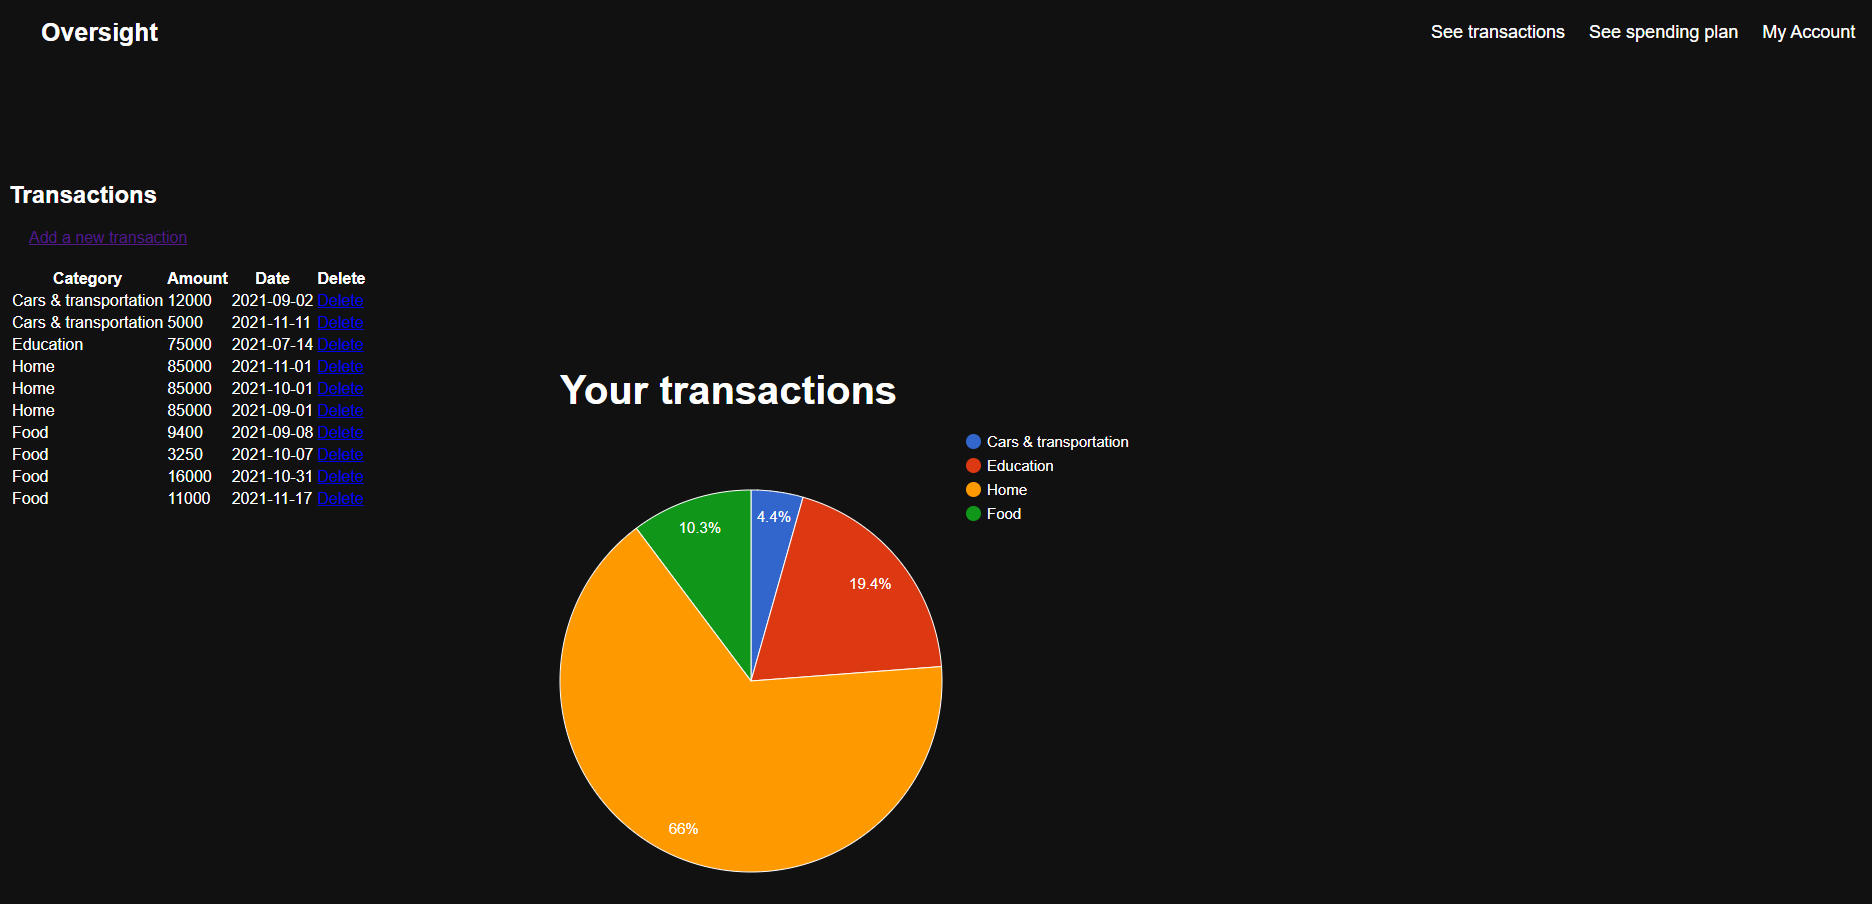 Oversight
See transactions See spending plan My Account
Transactions
Add a new transaction
Category Amount Date Delete
Cars & transportation 12000 2021-09-02 Delete
Cars & transportation 5000 2021-11-11 Delete
Education 75000 2021-07-14 Delete
Home 85000 2021-11-01 Delete
Home 85000 2021-10-01 Delete
Home 85000 2021-09-01 Delete
Food 9400 2021-09-08 Delete
Food 3250 2021-10-07 Delete
Food 16000 2021-10-31 Delete
Food 11000 2021-11-17 Delete
Your transactions
Cars & transportation
Education
Home
Food
4.4%
10.3%
19.4%
66%